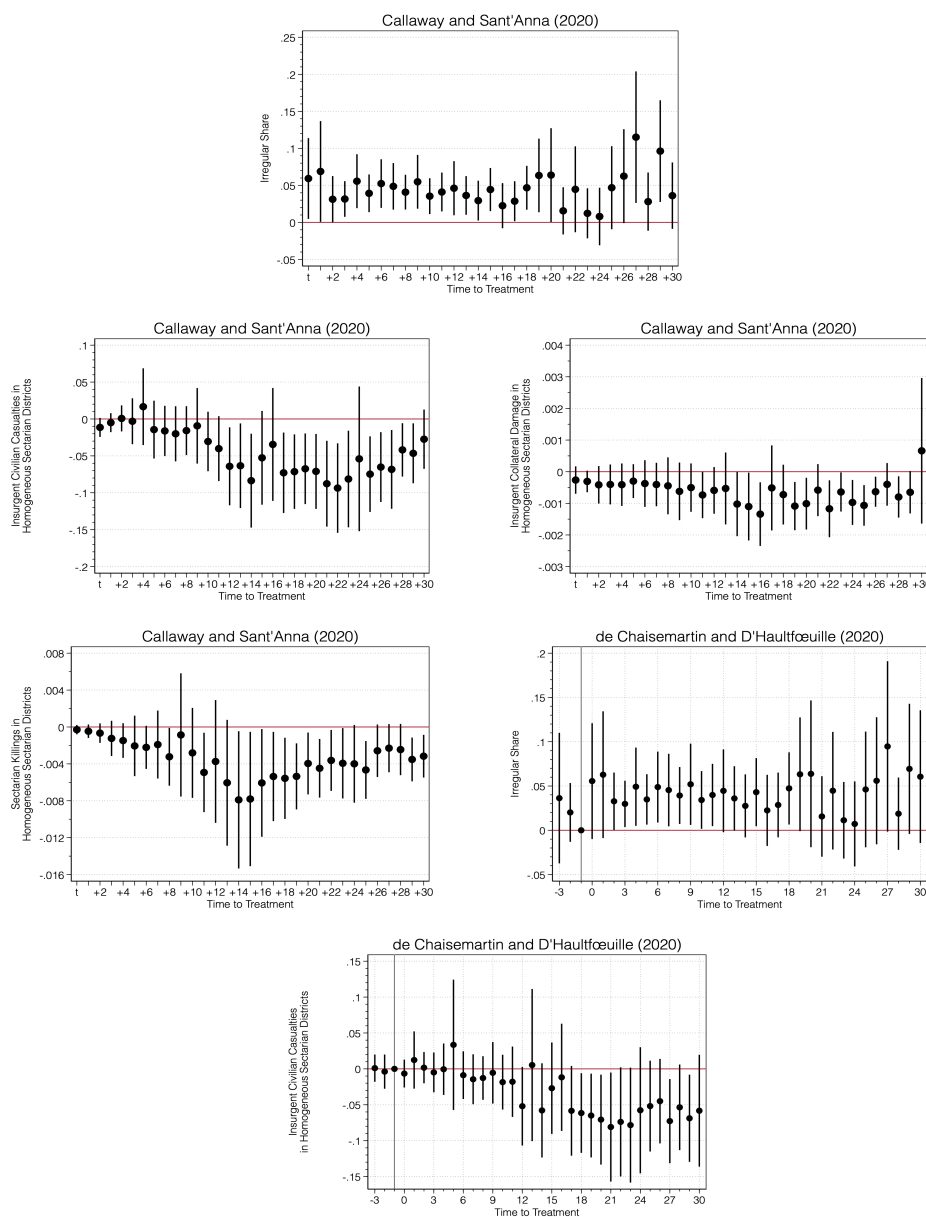 Callaway and Sant'Anna (2020)
.25
.2
.15
.1
.05
0
-.05
Irregular Share
t +2 +4 +6 +8 +10 +12 +14 +16 +18 +20 +22 +24 +26 +28 +30
Time to Treatment
Callaway and Sant'Anna (2020)
.1
.05
0
-.05
-.1
-.15
-.2
Insurgent Civilian Casualties in
Homogeneous Sectarian Districts
t +2 +4 +6 +8 +10 +12 +14 +16 +18 +20 +22 +24 +26 +28 +30
Time to Treatment
Callaway and Sant'Anna (2020)
.004
.003
.002
.001
0
-.001
-.002
-.003
Insurgent Collateral Damage in
Homogeneous Sectarian Districts
t +2 +4 +6 +8 +10 +12 +14 +16 +18 +20 +22 +24 +26 +28 +3
Time to Treatment
Callaway and Sant'Anna (2020)
.008
.004
0
-.004
-.008
-.012
-.016
Sectarian Killings in
Homogeneous Sectarian Districts
t +2 +4 +6 +8 +10 +12 +14 +16 +18 +20 +22 +24 +26 +28 +30
Time to Treatment
de Chaisemartin and D'Haultfœuille (2020)
.2
.15
.1
.05
0
-.05
Irregular Share
-3 0 3 6 9 12 15 18 21 24 27 30
Time to Treatment
de Chaisemartin and D'Haultfœuille (2020)
.15
.1
.05
0
-.05
-.1
-.15
Insurgent Civilian Casualties
in Homogeneous Sectarian Districts
-3 0 3 6 9 12 15 18 21 24 27 30
Time to Treatment